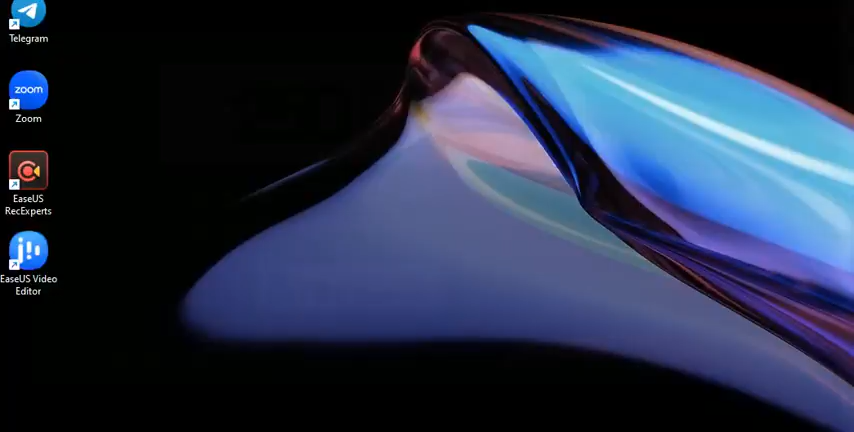 Telegram
zoom
Zoom
EaseUS
RecExperts
EaseUS Video
Editor